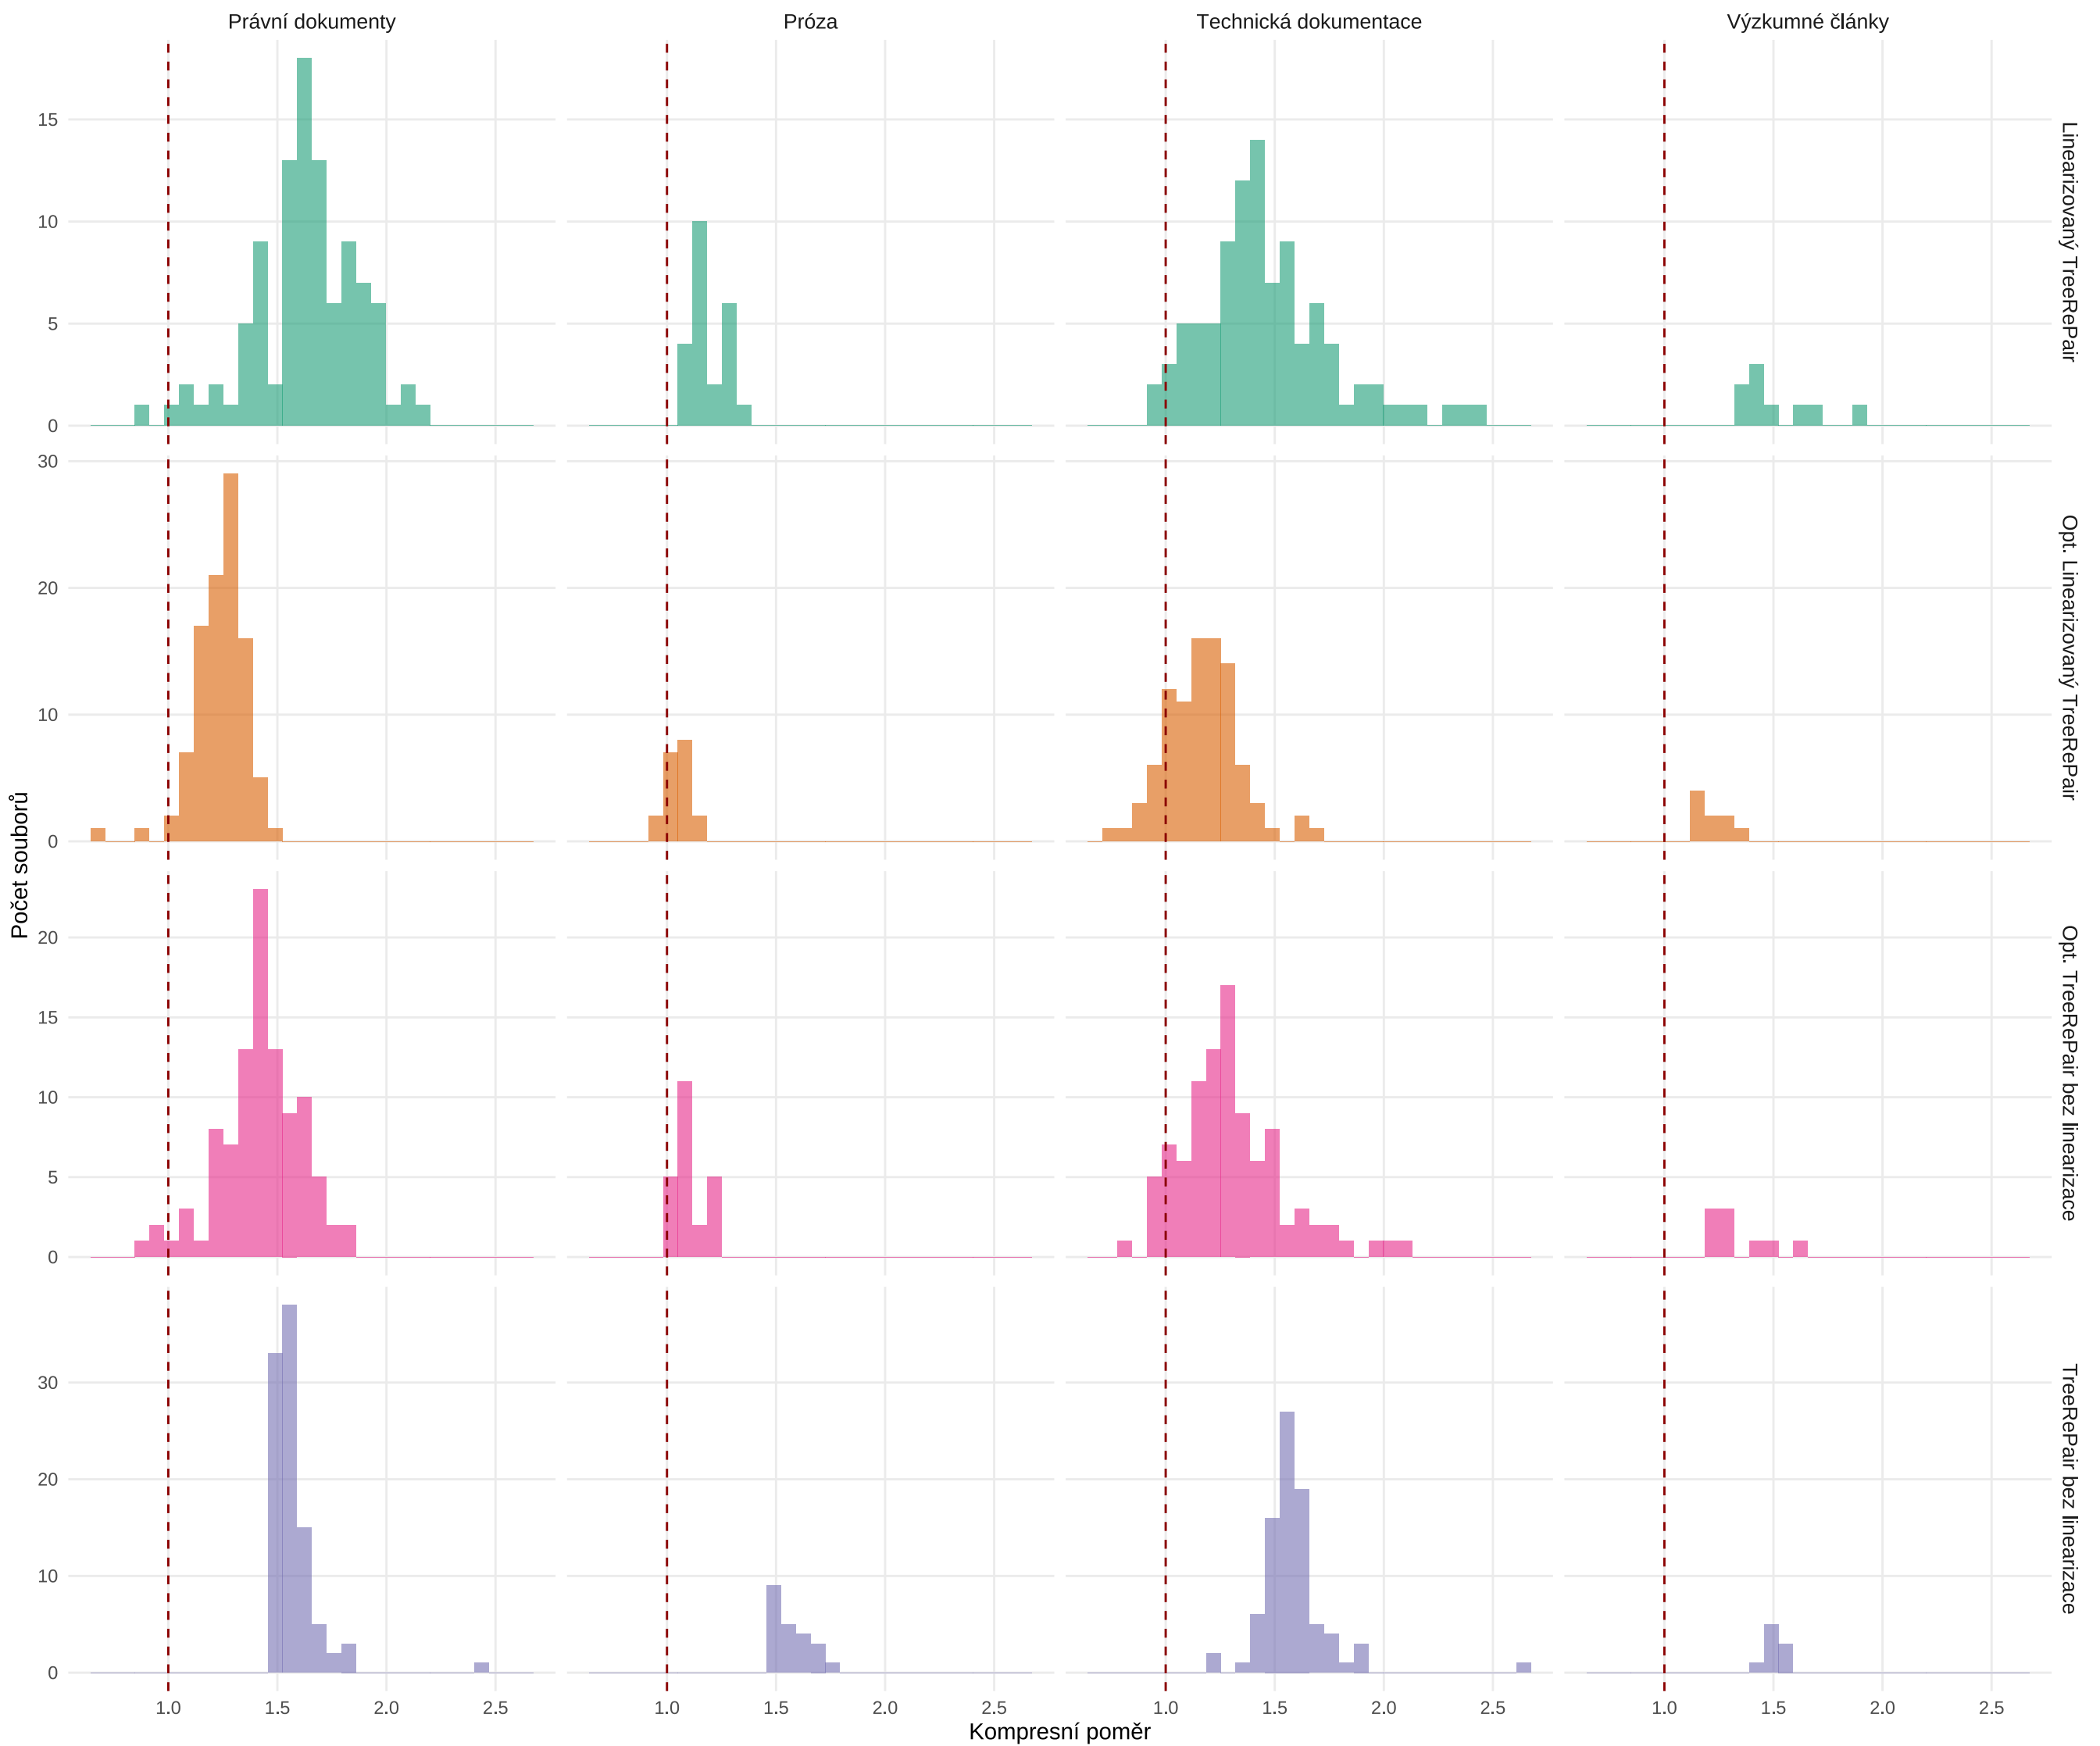 Právní dokumenty
Próza
Technická dokumentace
Výzkumné články
Počet souborů
15
10
5
0
Linearizovaný TreeRePair
30
20
10
0
Opt. Linearizovaný TreeRePair
20
15
10
5
0
Opt. TreeRePair bez linearizace
30
20
10
0
TreeRePair bez linearizace
1.0 1.5 2.0 2.5
1.0 1.5 2.0 2.5
1.0 1.5 2.0 2.5
1.0 1.5 2.0 2.5
Kompresní poměr